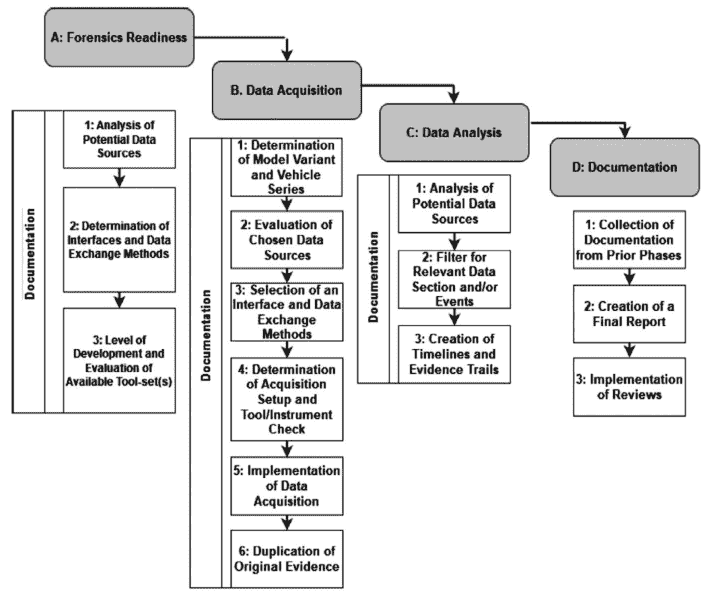 A: Forensics Readiness
B. Data Acquisition
C: Data Analysis
D: Documentation
Documentation
1: Analysis of
Potential Data
Sources
2: Determination of
Interfaces and Data
Exchange Methods
3: Level of
Development and
Evaluation of
Available Tool-set(s)
Documentation
1: Determination
of Model Variant
and Vehicle
Series
2: Evaluation of
Chosen Data
Sources
3: Selection of an
Interface and Data
Exchange
Methods
4: Determination
of Acquisition
Setup and
Tool/Instrument
Check
5: Implementation
of Data
Acquisition
6: Duplication of
Original Evidence
Documentation
1: Analysis of
Potential Data
Sources
2: Filter for
Relevant Data
Section and/or
Events
3: Creation of
Timelines and
Evidence Trails
1: Collection of
Documentation
from Prior Phases
2: Creation of a
Final Report
3: Implementation
of Reviews